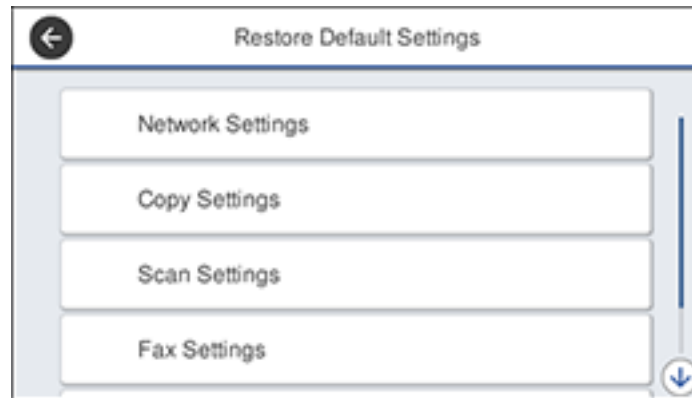 Restore Default Settings
Network Settings
Copy Settings
Scan Settings
Fax Settings